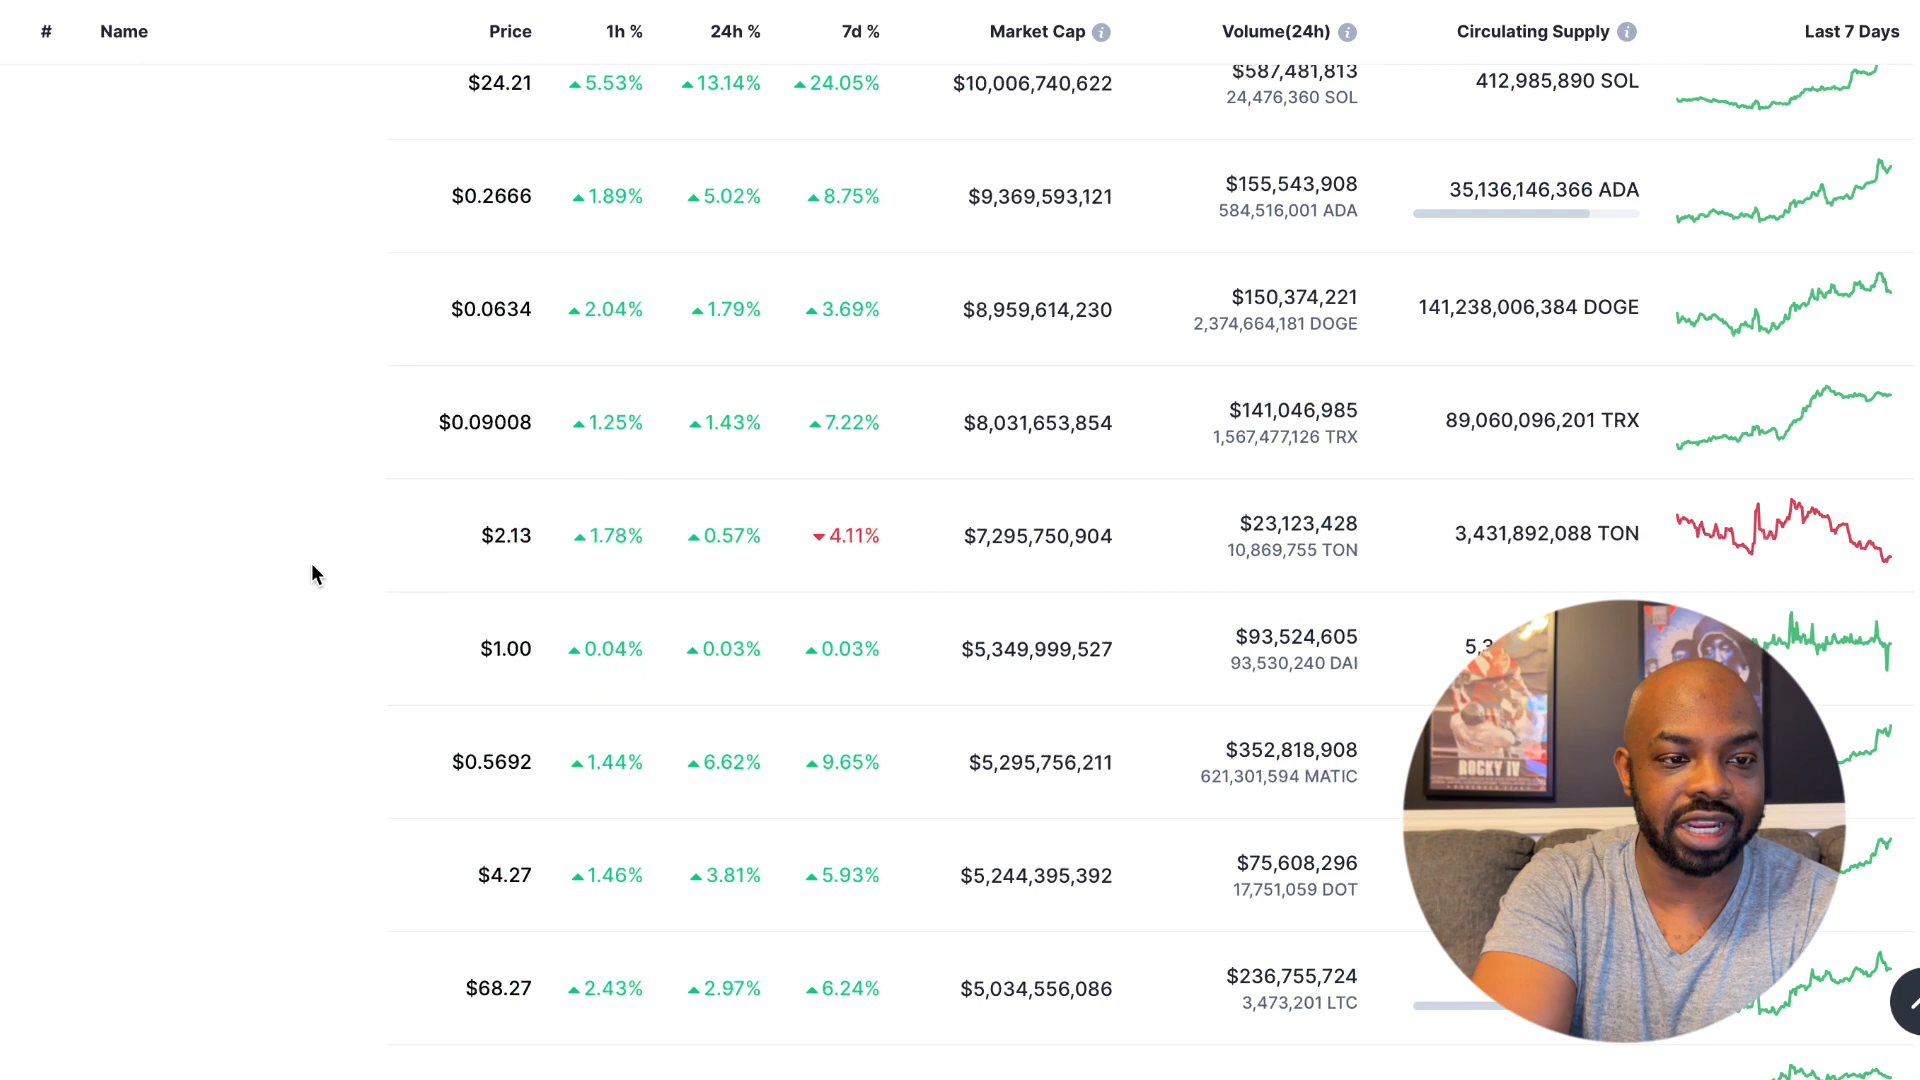 # Name Price 1h % 24h % 7d % Market Cap Volume(24h) Circulating Supply Last 7 Days
$24.21 5.53% 13.14% 24.05% $10,006,740,622 $587,481,813 412,985,890 SOL
24,476,360 SOL
$0.2666 1.89% 5.02% 8.75% $9,369,593,121 $155,543,908 35,136,146,366 ADA
584,516,001 ADA
$0.0634 2.04% 1.79% 3.69% $8,959,614,230 $150,374,221 141,238,006,384 DOGE
2,374,664,181 DOGE
$0.09008 1.25% 1.43% 7.22% $8,031,653,854 $141,046,985 89,060,096,201 TRX
1,567,477,126 TRX
$2.13 1.78% 0.57% 4.11% $7,295,750,904 $23,123,428 3,431,892,088 TON
10,869,755 TON
$1.00 0.04% 0.03% 0.03% $5,349,999,527 $93,524,605
93,530,240 DAI
$0.5692 1.44% 6.62% 9.65% $5,295,756,211 $352,818,908
621,301,594 MATIC
ROCKY IV
$4.27 1.46% 3.81% 5.93% $5,244,395,392 $75,608,296
17,751,059 DOT
$68.27 2.43% 2.97% 6.24% $5,034,556,086 $236,755,724
3,473,201 LTC